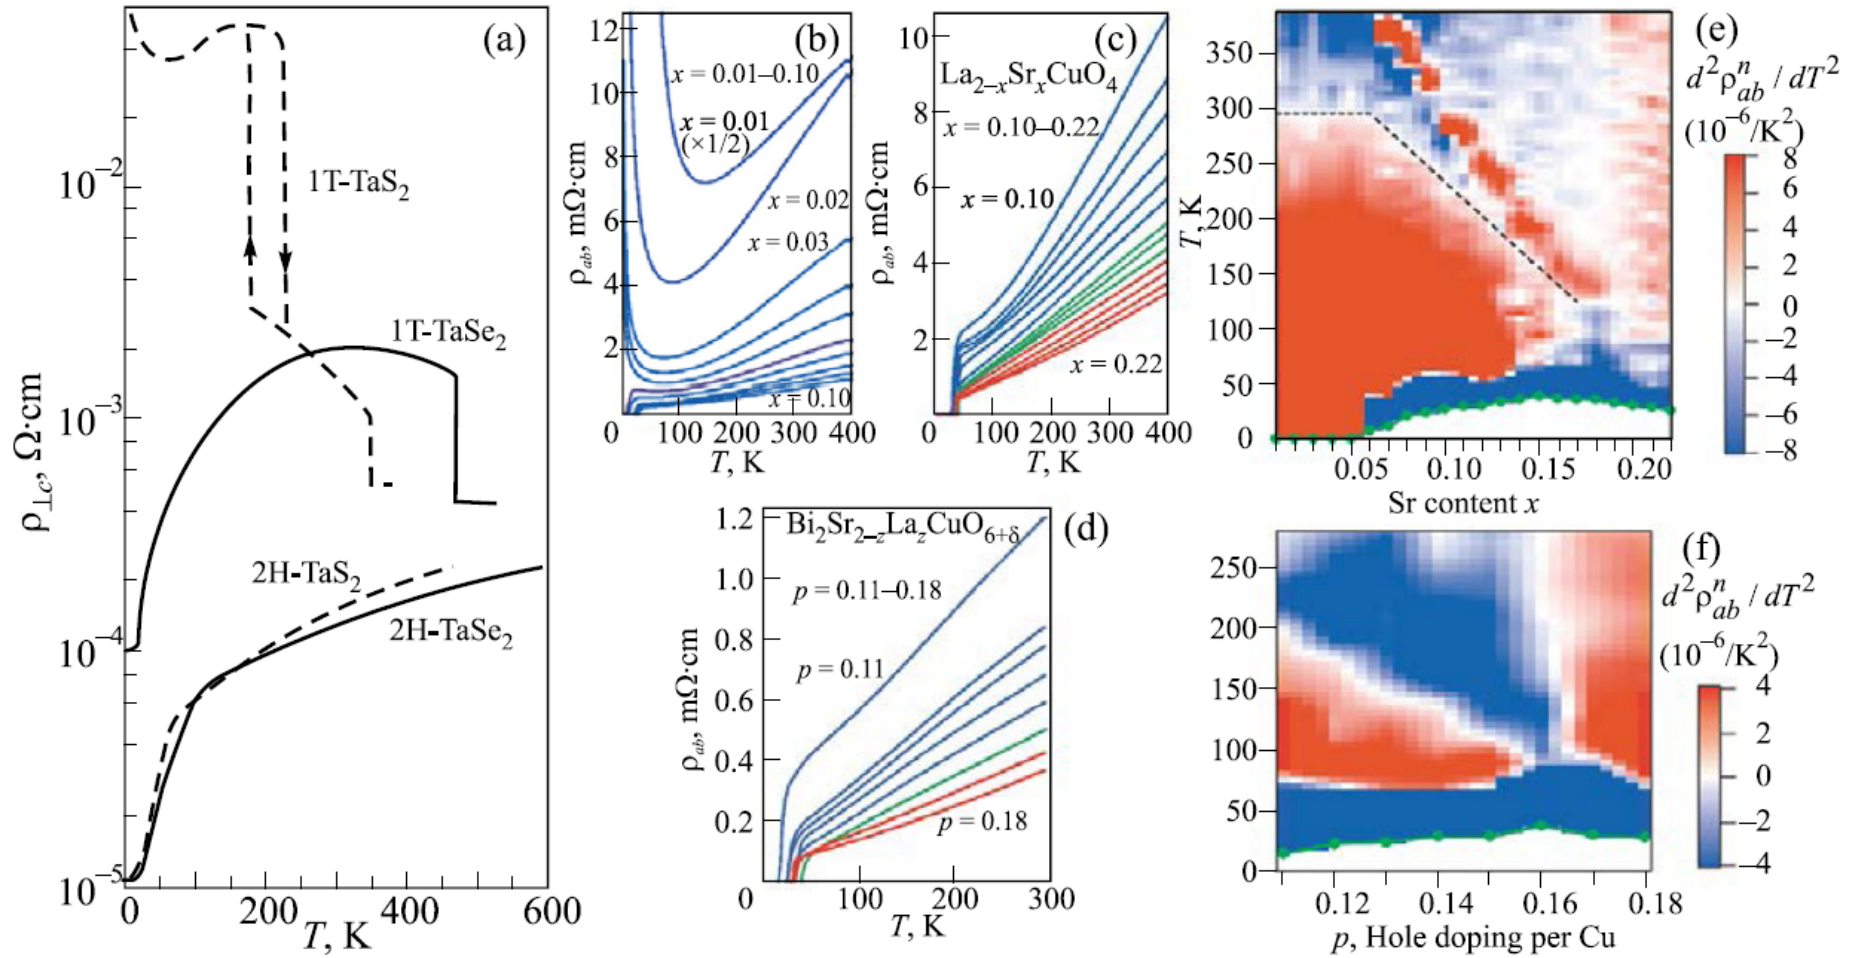 (a)
10⁻²
10⁻³
10⁻⁴
10⁻⁵
ρ⊥c, Ω·cm
1T-TaS₂
1T-TaSe₂
2H-TaS₂
2H-TaSe₂
0 200 400 600
T, K
(b)
12
10
8
6
4
2
ρab, mΩ·cm
x = 0.01–0.10
x = 0.01
(×1/2)
x = 0.02
x = 0.03
x = 0.10
0 100 200 300 400
T, K
(c)
10
8
6
4
2
ρab, mΩ·cm
La₂₋ₓSrₓCuO₄
x = 0.10–0.22
x = 0.10
x = 0.22
0 100 200 300 400
T, K
(d)
1.2
1.0
0.8
0.6
0.4
0.2
ρab, mΩ·cm
Bi₂Sr₂₋zLazCuO₆₊δ
p = 0.11–0.18
p = 0.11
p = 0.18
0 100 200 300
T, K
(e)
350
300
250
200
150
100
50
0
T, K
0.05 0.10 0.15 0.20
Sr content x
d²ρⁿab / dT²
(10⁻⁶/K²)
8
6
4
2
0
−2
−4
−6
−8
(f)
250
200
150
100
50
0
0.12 0.14 0.16 0.18
p, Hole doping per Cu
d²ρⁿab / dT²
(10⁻⁶/K²)
4
2
0
−2
−4